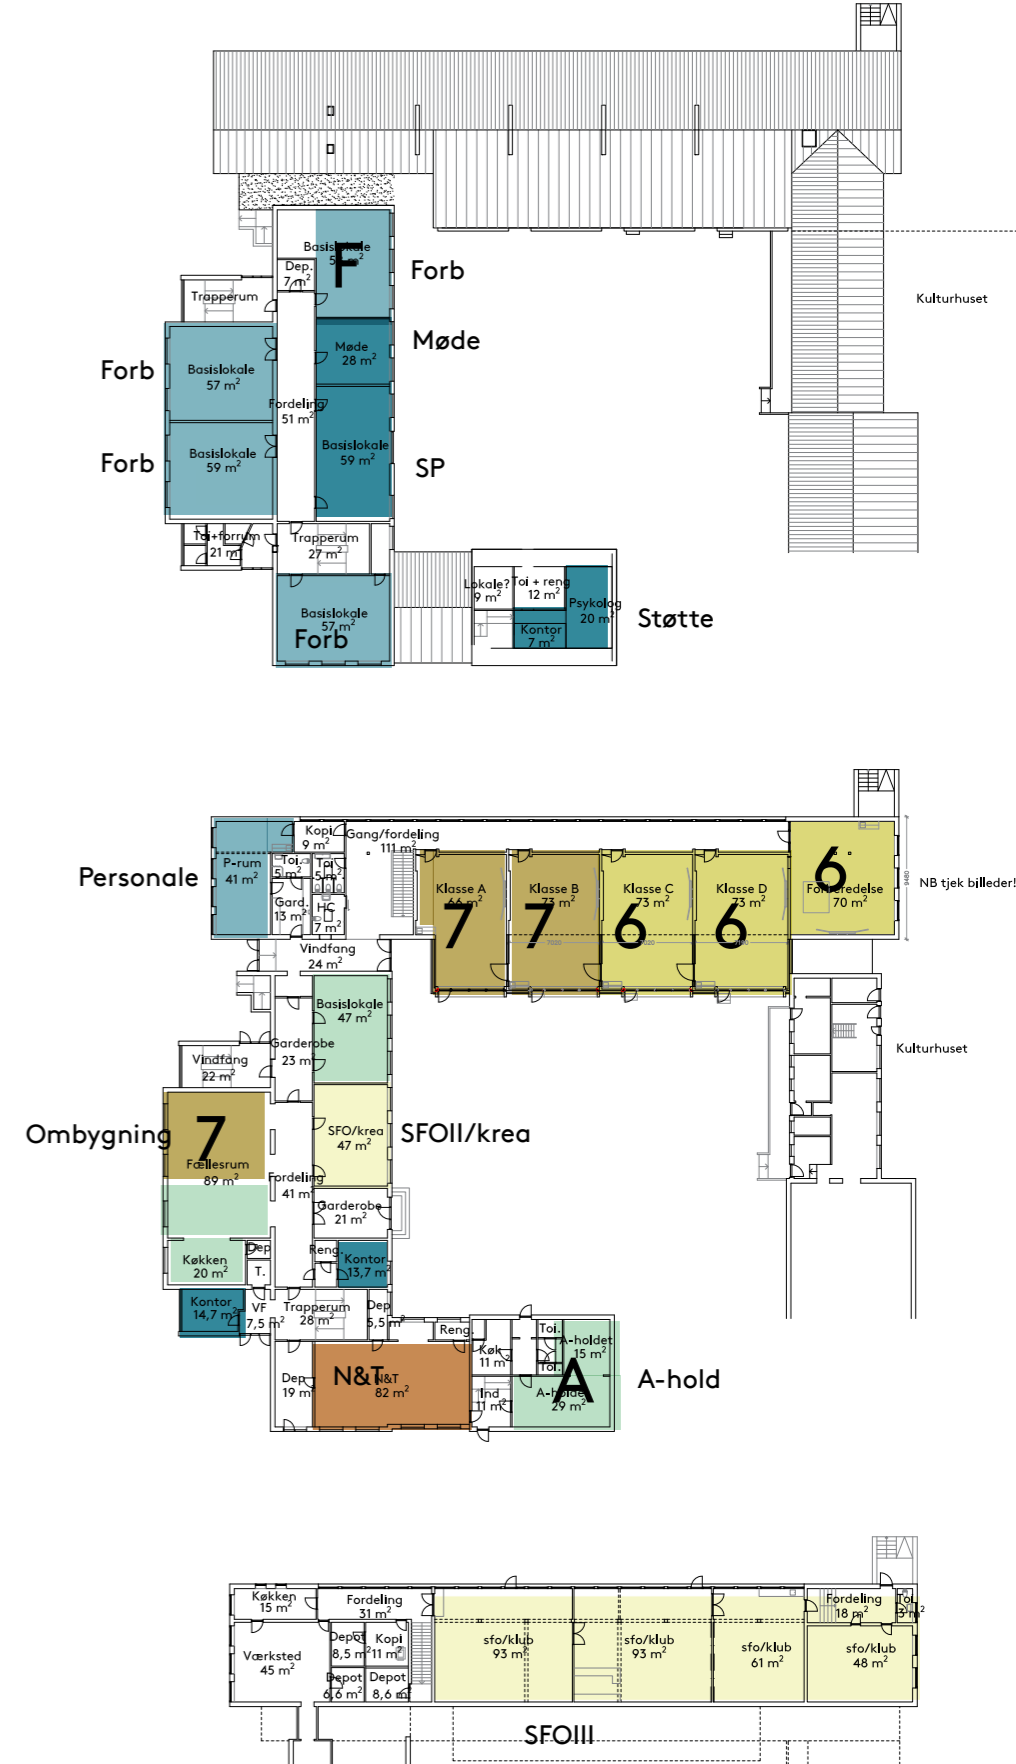 Basislokale
5 m²
F
Dep.
7 m²
Forb
Trapperum
Kulturhuset
Møde
28 m²
Møde
Forb
Basislokale
57 m²
Fordeling
51 m²
Basislokale
59 m²
Forb
Basislokale
59 m²
SP
Toi+forrum
21 m²
Trapperum
27 m²
Lokale?
9 m²
Toi + reng
12 m²
Psykolog
20 m²
Kontor
7 m²
Støtte
Basislokale
57 m²
Forb
Personale
P-rum
41 m²
Kopi
9 m²
Gang/fordeling
111 m²
Toi.
5 m²
Toi.
5 m²
Gard.
13 m²
HC
7 m²
Klasse A
66 m²
7
Klasse B
73 m²
7
7020
Klasse C
73 m²
6
7020
Klasse D
73 m²
6
6
Forberedelse
70 m²
9480
NB tjek billeder!
Vindfang
24 m²
Basislokale
47 m²
Garderobe
23 m²
Vindfang
22 m²
Kulturhuset
Ombygning
7
Fællesrum
89 m²
SFO/krea
47 m²
SFOII/krea
Fordeling
41 m²
Garderobe
21 m²
Køkken
20 m²
Dep
T.
Reng.
Kontor
13,7 m²
Kontor
14,7 m²
VF
7,5 m²
Trapperum
28 m²
Dep
5,5 m²
Reng.
Dep
19 m²
N&T
N&T
82 m²
Køk
11 m²
Toi.
Toi.
A-holdet
15 m²
Ind
11 m²
A-holdet
29 m²
A
A-hold
Køkken
15 m²
Fordeling
31 m²
Værksted
45 m²
Depot
8,5 m²
Kopi
11 m²
Depot
6,6 m²
Depot
8,6 m²
sfo/klub
93 m²
sfo/klub
93 m²
sfo/klub
61 m²
Fordeling
18 m²
Toi
3 m²
sfo/klub
48 m²
SFOIII